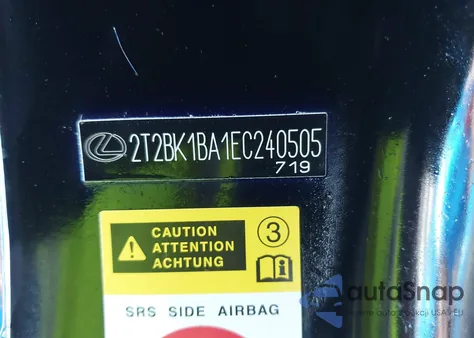 2T2BK1BA1EC240505
719
CAUTION
ATTENTION
ACHTUNG
3
i
SRS SIDE AIRBAG
autoSnap